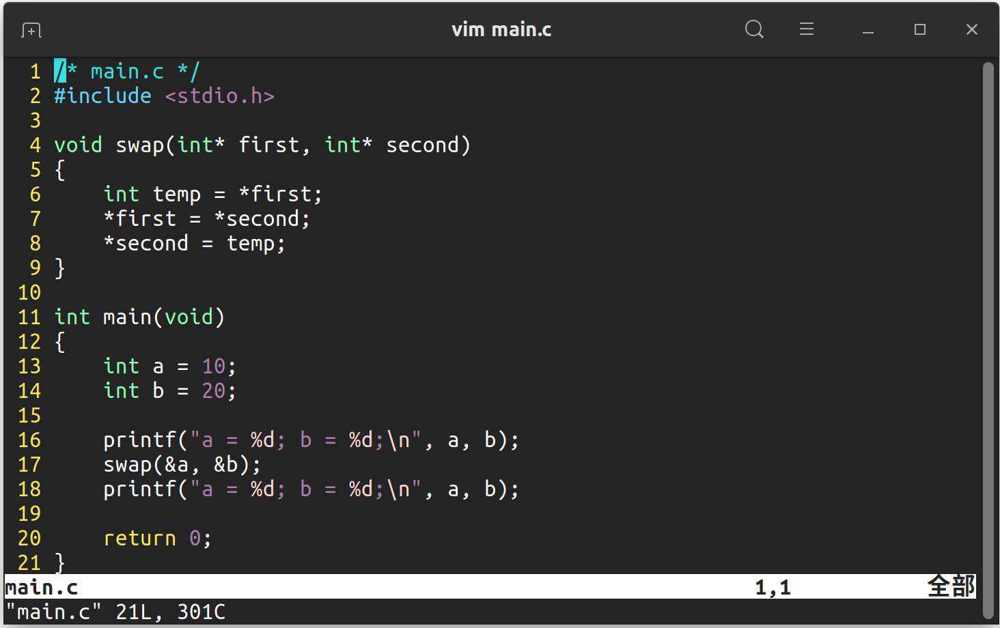 vim main.c
1 /* main.c */
2 #include <stdio.h>
3
4 void swap(int* first, int* second)
5 {
6     int temp = *first;
7     *first = *second;
8     *second = temp;
9 }
10
11 int main(void)
12 {
13     int a = 10;
14     int b = 20;
15
16     printf("a = %d; b = %d;\n", a, b);
17     swap(&a, &b);
18     printf("a = %d; b = %d;\n", a, b);
19
20     return 0;
21 }
main.c 1,1 全部
"main.c" 21L, 301C